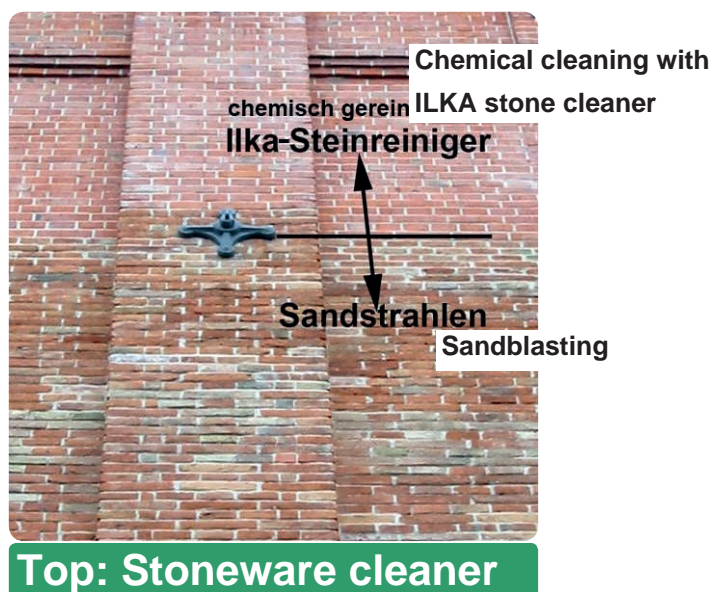 Chemical cleaning with
ILKA stone cleaner
chemisch gerein
Ilka-Steinreiniger
Sandstrahlen
Sandblasting
Top: Stoneware cleaner